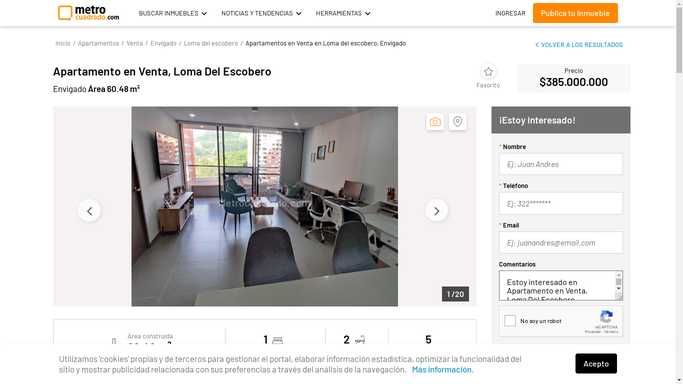 metro
cuadrado.com
BUSCAR INMUEBLES
NOTICIAS Y TENDENCIAS
HERRAMIENTAS
INGRESAR
Publica tu Inmueble
Inicio / Apartamentos / Venta / Envigado / Loma del escobero / Apartamentos en Venta en Loma del escobero, Envigado
VOLVER A LOS RESULTADOS
Apartamento en Venta, Loma Del Escobero
Envigado Área 60.48 m²
Favorito
Precio
$385.000.000
metrocuadrado.com
1 / 20
¡Estoy Interesado!
* Nombre
Ej: Juan Andres
* Teléfono
Ej: 322*******
* Email
Ej: juanandres@email.com
Comentarios
Estoy interesado en
Apartamento en Venta,
Loma Del Escobero
No soy un robot
reCAPTCHA
Privacidad - Términos
Área construida
1
2
5
Utilizamos 'cookies' propias y de terceros para gestionar el portal, elaborar información estadística, optimizar la funcionalidad del
sitio y mostrar publicidad relacionada con sus preferencias a través del análisis de la navegación. Más información.
Acepto